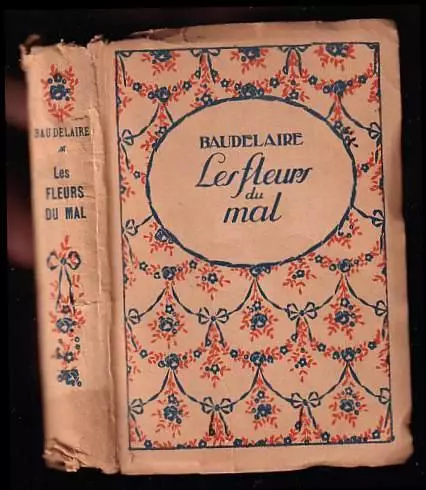 BAUDELAIRE
Les
FLEURS
DU MAL
BAUDELAIRE
Les fleurs
du
mal